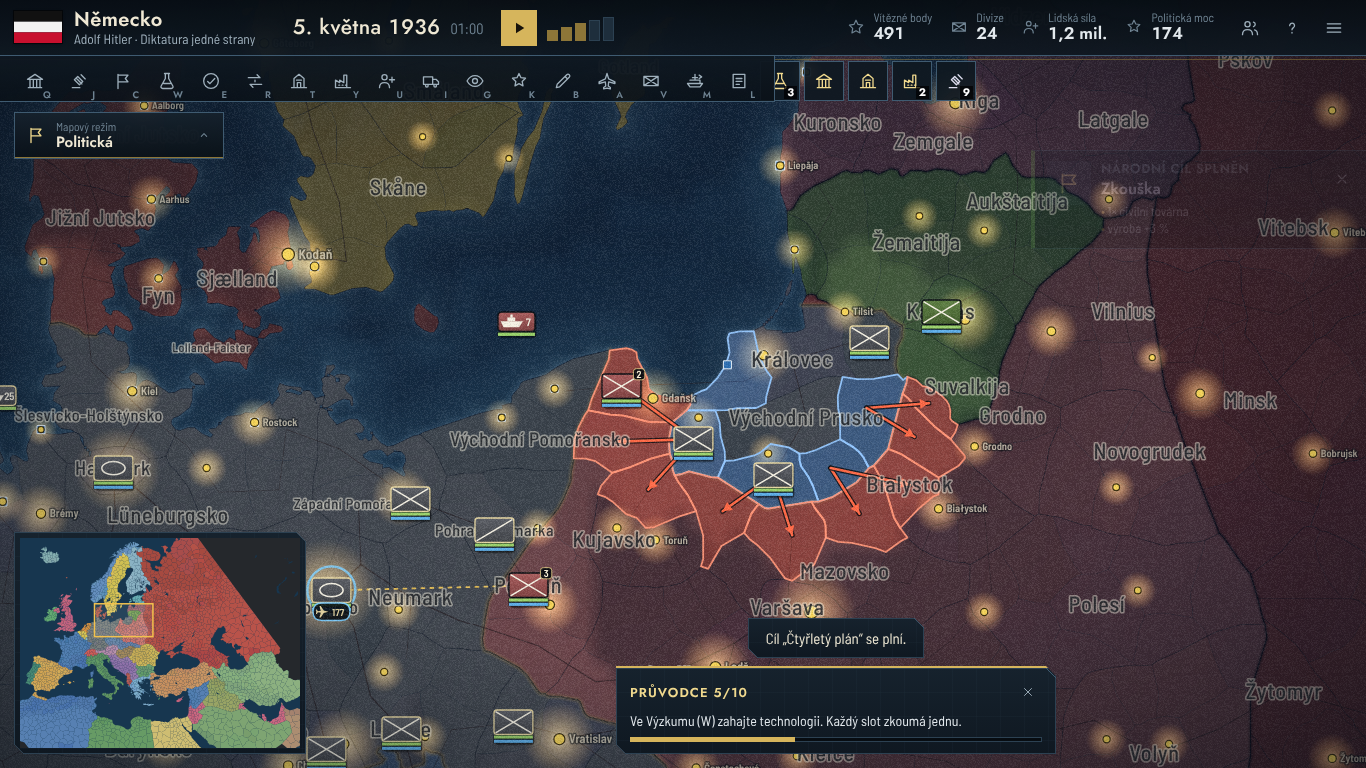 Německo
Adolf Hitler · Diktatura jedné strany
5. května 1936 01:00
Vítězné body
491
Divize
24
Lidská síla
1,2 mil.
Politická moc
174
?
Q J C W E R T Y U I G K B A V M L
3
2
9
Mapový režim
Politická
NÁRODNÍ CÍL SPLNĚN
Zkouška
výroba +3 %
Pskov
Aalborg
Kuronsko
Zemgale
Latgale
Liepāja
Skåne
Aukštaitija
Aarhus
Jižní Jutsko
Žemaitija
Vitebsk
Kodaň
Sjælland
Fyn
Tilsit
Vilnius
7
Lolland-Falster
Královec
Suvalkija
Minsk
Kiel
2
Gdaňsk
25
Šlesvicko-Holštýnsko
Rostock
Východní Prusko
Grodno
Východní Pomořansko
Grodno
Novogrudek
Bobrujsk
Białystok
Brémy
Lüneburgsko
Białystok
Kujavsko
Toruň
Mazovsko
3
177
Neumark
Varšava
Polesí
Cíl „Čtyřletý plán“ se plní.
PRŮVODCE 5/10
Ve Výzkumu (W) zahajte technologii. Každý slot zkoumá jednu.
Žytomyr
Vratislav
Volyň
Kielce